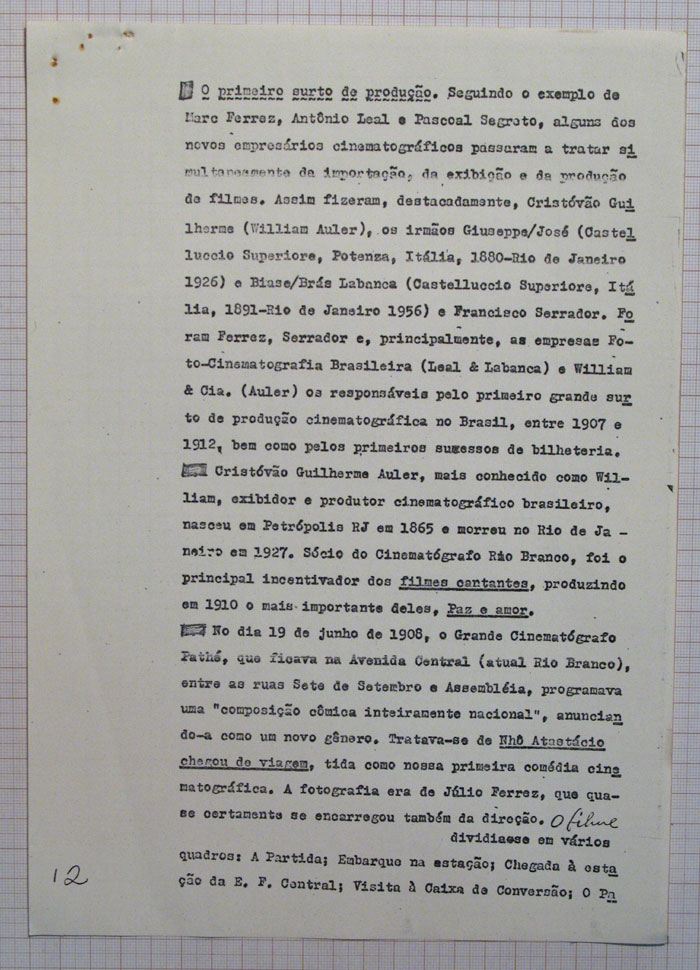 O primeiro surto de produção. Seguindo o exemplo de
Marc Ferrez, Antônio Leal e Pascoal Segreto, alguns dos
novos empresários cinematográficos passaram a tratar si
multaneamente da importação, da exibição e da produção
de filmes. Assim fizeram, destacadamente, Cristóvão Gui
lherme (William Auler), os irmãos Giuseppe/José (Castel
luccio Superiore, Potenza, Itália, 1880-Rio de Janeiro
1926) e Biase/Brás Labanca (Castelluccio Superiore, Itá
lia, 1891-Rio de Janeiro 1956) e Francisco Serrador. Fo
ram Ferrez, Serrador e, principalmente, as empresas Fo-
to-Cinematografia Brasileira (Leal & Labanca) e William
& Cia. (Auler) os responsáveis pelo primeiro grande sur
to de produção cinematográfica no Brasil, entre 1907 e
1912, bem como pelos primeiros sucessos de bilheteria.
Cristóvão Guilherme Auler, mais conhecido como Wil-
liam, exibidor e produtor cinematográfico brasileiro,
nasceu em Petrópolis RJ em 1865 e morreu no Rio de Ja -
neiro em 1927. Sócio do Cinematógrafo Rio Branco, foi o
principal incentivador dos filmes cantantes, produzindo
em 1910 o mais importante deles, Paz e amor.
No dia 19 de junho de 1908, o Grande Cinematógrafo
Pathé, que ficava na Avenida Central (atual Rio Branco),
entre as ruas Sete de Setembro e Assembléia, programava
uma "composição cômica inteiramente nacional", anuncian
do-a como um novo gênero. Tratava-se de Nhô Anastácio
chegou de viagem, tida como nossa primeira comédia cine
matográfica. A fotografia era de Júlio Ferrez, que qua-
se certamente se encarregou também da direção. O filme
dividiase em vários
quadros: A Partida; Embarque na estação; Chegada à esta
ção da E. F. Central; Visita à Caixa de Conversão; O Pa
12